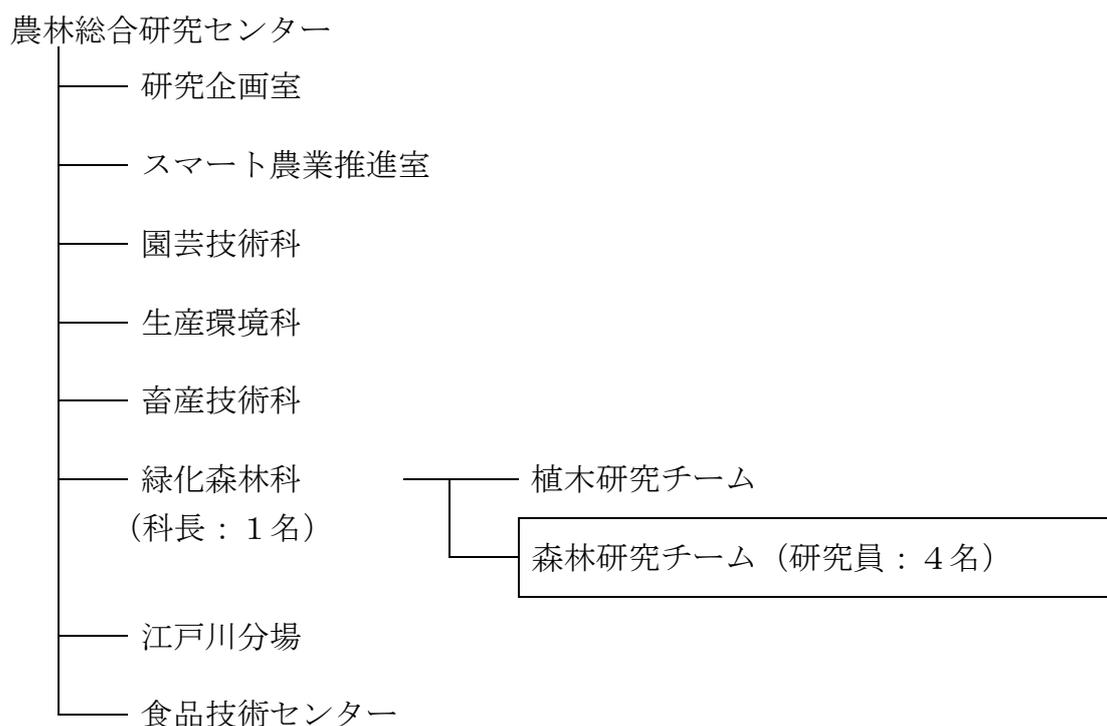 農林総合研究センター
研究企画室
スマート農業推進室
園芸技術科
生産環境科
畜産技術科
緑化森林科
（科長：１名）
植木研究チーム
森林研究チーム（研究員：４名）
江戸川分場
食品技術センター